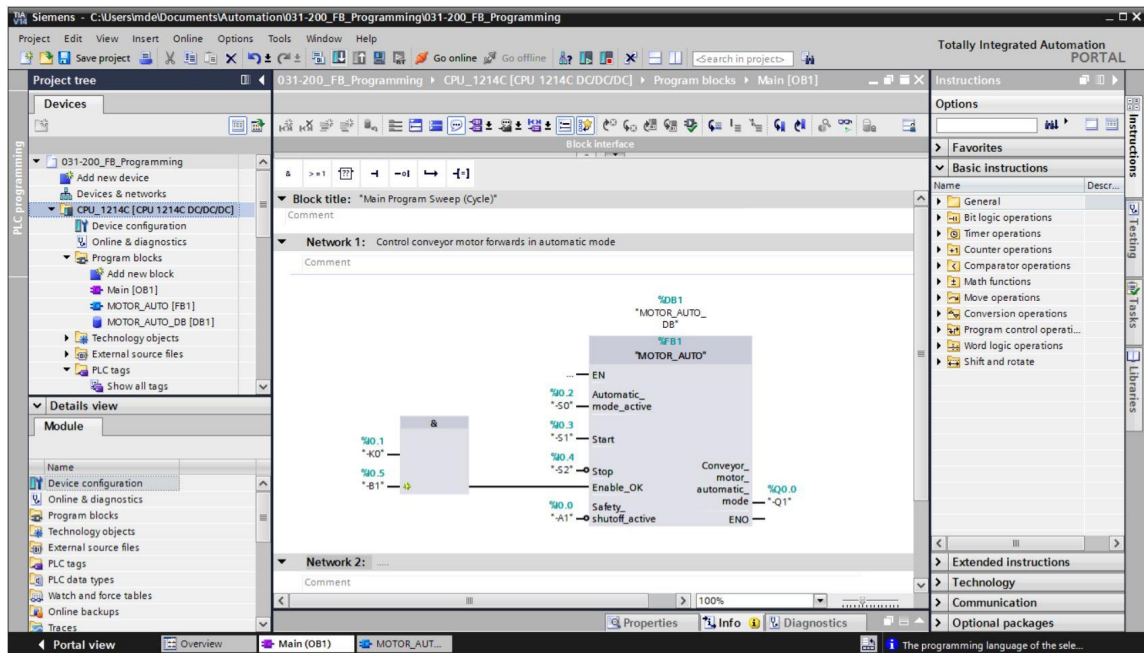 TIA V14 Siemens - C:\Users\mde\Documents\Automation\031-200_FB_Programming\031-200_FB_Programming
Project Edit View Insert Online Options Tools Window Help
Save project Go online Go offline <Search in project>
Totally Integrated Automation
PORTAL
Project tree
Devices
PLC programming
031-200_FB_Programming
Add new device
Devices & networks
CPU_1214C [CPU 1214C DC/DC/DC]
Device configuration
Online & diagnostics
Program blocks
Add new block
Main [OB1]
MOTOR_AUTO [FB1]
MOTOR_AUTO_DB [DB1]
Technology objects
External source files
PLC tags
Show all tags
Details view
Module
Name
Device configuration
Online & diagnostics
Program blocks
Technology objects
External source files
PLC tags
PLC data types
Watch and force tables
Online backups
Traces
031-200_FB_Programming CPU_1214C [CPU 1214C DC/DC/DC] Program blocks Main [OB1]
Block interface
& >=1 ??
Block title: "Main Program Sweep (Cycle)"
Comment
Network 1: Control conveyor motor forwards in automatic mode
Comment
%DB1
"MOTOR_AUTO_
DB"
%FB1
"MOTOR_AUTO"
... EN
%I0.2
"-S0"
Automatic_
mode_active
%I0.3
"-S1" Start
%I0.4
"-S2" Stop
Enable_OK
%I0.0
"-A1"
Safety_
shutoff_active
&
%I0.1
"-K0"
%I0.5
"-B1"
Conveyor_
motor_
automatic_
mode
%Q0.0
"-Q1"
ENO
Network 2: .....
Comment
100%
Properties Info Diagnostics
Instructions
Options
Favorites
Basic instructions
Name Descr...
General
Bit logic operations
Timer operations
Counter operations
Comparator operations
Math functions
Move operations
Conversion operations
Program control operati...
Word logic operations
Shift and rotate
Extended instructions
Technology
Communication
Optional packages
Instructions
Testing
Tasks
Libraries
Portal view Overview Main (OB1) MOTOR_AUT... The programming language of the sele...